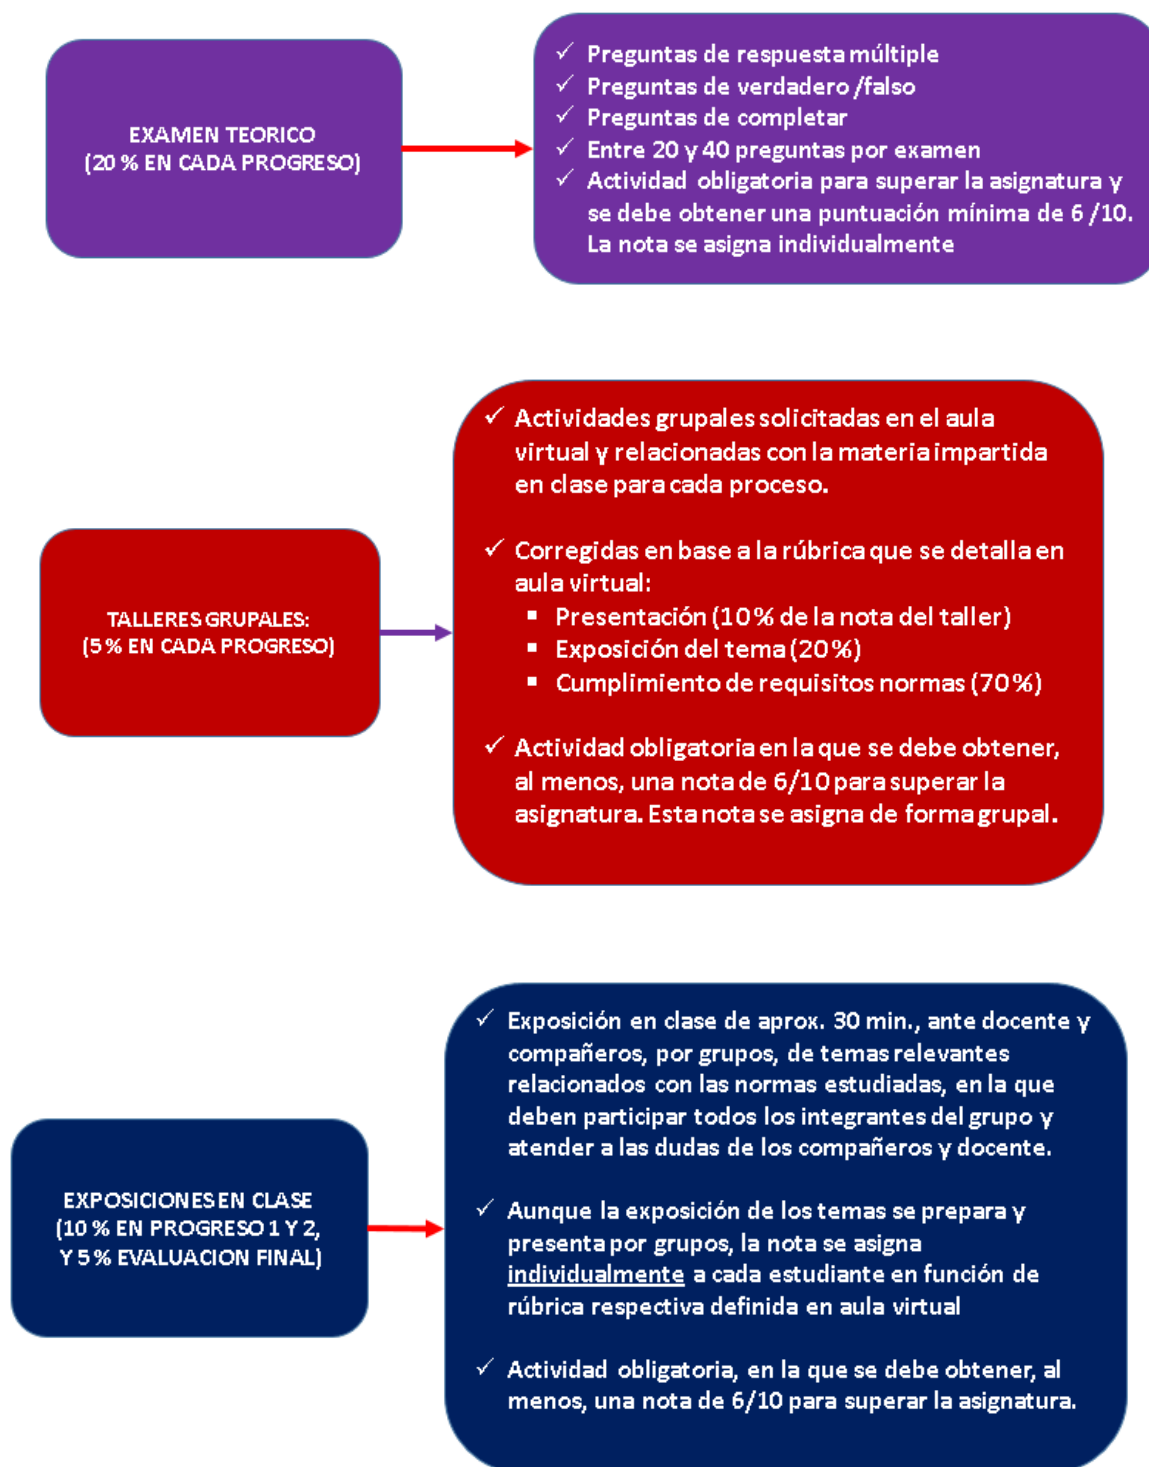 EXAMEN TEORICO
(20 % EN CADA PROGRESO)
✓ Preguntas de respuesta múltiple
✓ Preguntas de verdadero /falso
✓ Preguntas de completar
✓ Entre 20 y 40 preguntas por examen
✓ Actividad obligatoria para superar la asignatura y
se debe obtener una puntuación mínima de 6 /10.
La nota se asigna individualmente
TALLERES GRUPALES:
(5 % EN CADA PROGRESO)
✓ Actividades grupales solicitadas en el aula
virtual y relacionadas con la materia impartida
en clase para cada proceso.
✓ Corregidas en base a la rúbrica que se detalla en
aula virtual:
▪ Presentación (10 % de la nota del taller)
▪ Exposición del tema (20 %)
▪ Cumplimiento de requisitos normas (70 %)
✓ Actividad obligatoria en la que se debe obtener,
al menos, una nota de 6/10 para superar la
asignatura. Esta nota se asigna de forma grupal.
EXPOSICIONES EN CLASE
(10 % EN PROGRESO 1 Y 2,
Y 5 % EVALUACION FINAL)
✓ Exposición en clase de aprox. 30 min., ante docente y
compañeros, por grupos, de temas relevantes
relacionados con las normas estudiadas, en la que
deben participar todos los integrantes del grupo y
atender a las dudas de los compañeros y docente.
✓ Aunque la exposición de los temas se prepara y
presenta por grupos, la nota se asigna
individualmente a cada estudiante en función de
rúbrica respectiva definida en aula virtual
✓ Actividad obligatoria, en la que se debe obtener, al
menos, una nota de 6/10 para superar la asignatura.